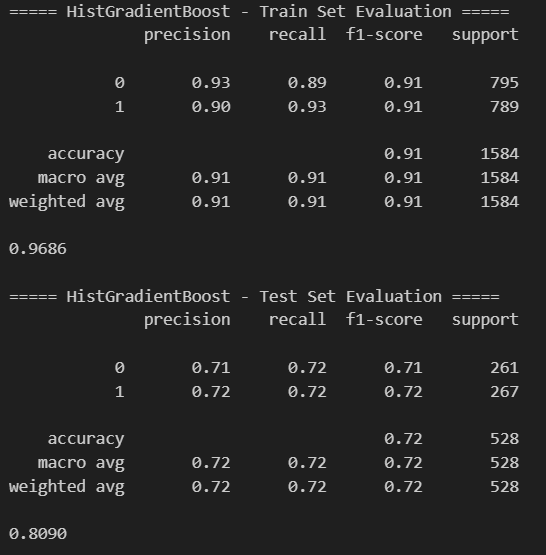 ===== HistGradientBoost - Train Set Evaluation =====
precision recall f1-score support
0 0.93 0.89 0.91 795
1 0.90 0.93 0.91 789
accuracy 0.91 1584
macro avg 0.91 0.91 0.91 1584
weighted avg 0.91 0.91 0.91 1584
0.9686
===== HistGradientBoost - Test Set Evaluation =====
precision recall f1-score support
0 0.71 0.72 0.71 261
1 0.72 0.72 0.72 267
accuracy 0.72 528
macro avg 0.72 0.72 0.72 528
weighted avg 0.72 0.72 0.72 528
0.8090